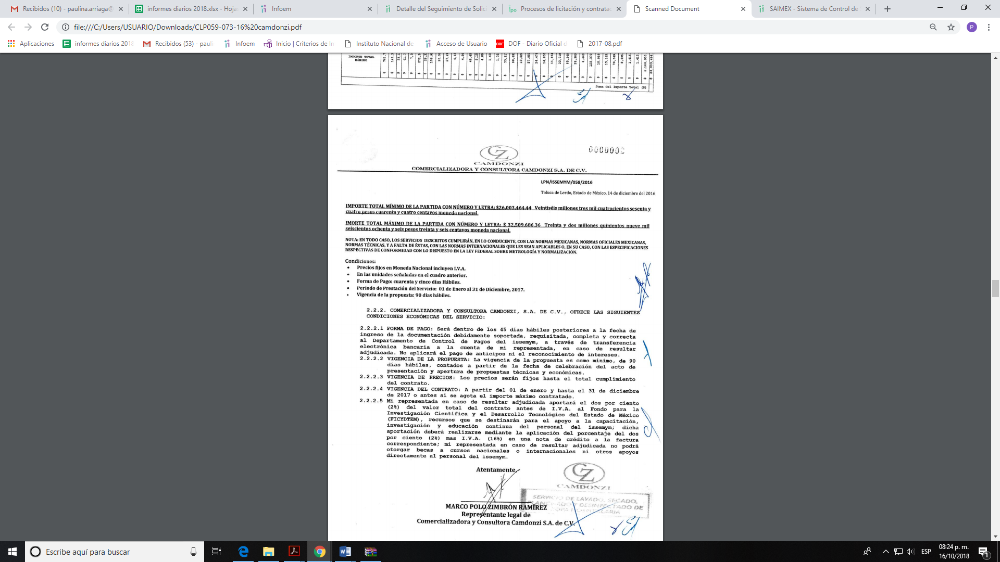 Recibidos (10) - paulina.arriaga@
informes diarios 2018.xlsx - Hoja
Infoem
Detalle del Seguimiento de Solici
Procesos de licitación y contrata
Scanned Document
SAIMEX - Sistema de Control de
file:///C:/Users/USUARIO/Downloads/CLP059-073-16%20camdonzi.pdf
P
Aplicaciones
informes diarios 2018
Recibidos (53) - pauli
Infoem
Inicio | Criterios de In
Instituto Nacional de
Acceso de Usuario
DOF - Diario Oficial d
2017-08.pdf
IMPORTE TOTAL
MÍNIMO
Suma del Importe Total ($)
0000002
CZ
CAMDONZI
COMERCIALIZADORA Y CONSULTORA CAMDONZI S.A. DE C.V.
LPN/ISSEMYM/059/2016
Toluca de Lerdo, Estado de México, 14 de diciembre del 2016
IMPORTE TOTAL MÍNIMO DE LA PARTIDA CON NÚMERO Y LETRA: $26.003.464.44 Veintiséis millones tres mil cuatrocientos sesenta y
cuatro pesos cuarenta y cuatro centavos moneda nacional.
IMORTE TOTAL MÁXIMO DE LA PARTIDA CON NÚMERO Y LETRA: $ 32,509.686.36 Treinta y dos millones quinientos nueve mil
seiscientos ochenta y seis pesos treinta y seis centavos moneda nacional.
NOTA: EN TODO CASO, LOS SERVICIOS DESCRITOS CUMPLIRÁN, EN LO CONDUCENTE, CON LAS NORMAS MEXICANAS, NORMAS OFICIALES MEXICANAS,
NORMAS TÉCNICAS, Y A FALTA DE ÉSTAS, CON LAS NORMAS INTERNACIONALES QUE LES SEAN APLICABLES O, EN SU CASO, CON LAS ESPECIFICACIONES
RESPECTIVAS DE CONFORMIDAD CON LO DISPUESTO EN LA LEY FEDERAL SOBRE METROLOGÍA Y NORMALIZACIÓN.
Condiciones:
• Precios fijos en Moneda Nacional incluyen I.V.A.
• En las unidades señaladas en el cuadro anterior.
• Forma de Pago: cuarenta y cinco días Hábiles.
• Periodo de Prestación del Servicio: 01 de Enero al 31 de Diciembre, 2017.
• Vigencia de la propuesta: 90 días hábiles.
2.2.2. COMERCIALIZADORA Y CONSULTORA CAMDONZI, S.A. DE C.V., OFRECE LAS SIGUIENTES
CONDICIONES ECONÓMICAS DEL SERVICIO:
2.2.2.1 FORMA DE PAGO: Será dentro de los 45 días hábiles posteriores a la fecha de
ingreso de la documentación debidamente soportada, requisitada, completa y correcta
al Departamento de Control de Pagos del issemym, a través de transferencia
electrónica bancaria a la cuenta de mi representada, en caso de resultar
adjudicada. No aplicará el pago de anticipos ni el reconocimiento de intereses.
2.2.2.2 VIGENCIA DE LA PROPUESTA: La vigencia de la propuesta es como mínimo, de 90
días hábiles, contados a partir de la fecha de celebración del acto de
presentación y apertura de propuestas técnicas y económicas.
2.2.2.3 VIGENCIA DE PRECIOS: Los precios serán fijos hasta el total cumplimiento
del contrato.
2.2.2.4 VIGENCIA DEL CONTRATO: A partir del 01 de enero y hasta el 31 de diciembre
de 2017 o antes si se agota el importe máximo contratado.
2.2.2.5 Mi representada en caso de resultar adjudicada aportará el dos por ciento
(2%) del valor total del contrato antes de I.V.A. al Fondo para la
Investigación Científica y el Desarrollo Tecnológico del Estado de México
(FICYDTEM), recursos que se destinarán para el apoyo a la capacitación,
investigación y educación continua del personal del issemym; dicha
aportación deberá realizarse mediante la aplicación del porcentaje del dos
por ciento (2%) mas I.V.A. (16%) en una nota de crédito a la factura
correspondiente; mi representada en caso de resultar adjudicada no podrá
otorgar becas a cursos nacionales o internacionales ni otros apoyos
directamente al personal del issemym.
Atentamente,
CZ
CAMDONZI
SERVICIO DE LAVADO, SECADO,
PLANCHADO Y DESINFECTADO DE
ROPA HOSPITALARIA
MARCO POLO ZIMBRÓN RAMÍREZ
Representante legal de
Comercializadora y Consultora Camdonzi S.A. de C.V.
Escribe aquí para buscar
ESP
08:24 p. m.
16/10/2018
1